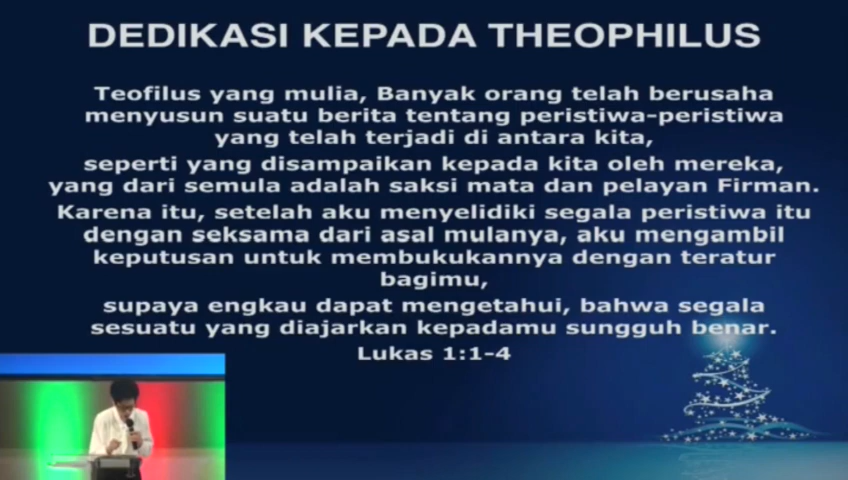 DEDIKASI KEPADA THEOPHILUS
Teofilus yang mulia, Banyak orang telah berusaha
menyusun suatu berita tentang peristiwa-peristiwa
yang telah terjadi di antara kita,
seperti yang disampaikan kepada kita oleh mereka,
yang dari semula adalah saksi mata dan pelayan Firman.
Karena itu, setelah aku menyelidiki segala peristiwa itu
dengan seksama dari asal mulanya, aku mengambil
keputusan untuk membukukannya dengan teratur
bagimu,
supaya engkau dapat mengetahui, bahwa segala
sesuatu yang diajarkan kepadamu sungguh benar.
Lukas 1:1-4